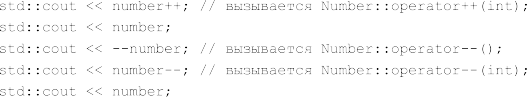 std::cout << number++; // вызывается Number::operator++(int);
std::cout << number;
std::cout << --number; // вызывается Number::operator--();
std::cout << number--; // вызывается Number::operator--(int);
std::cout << number;